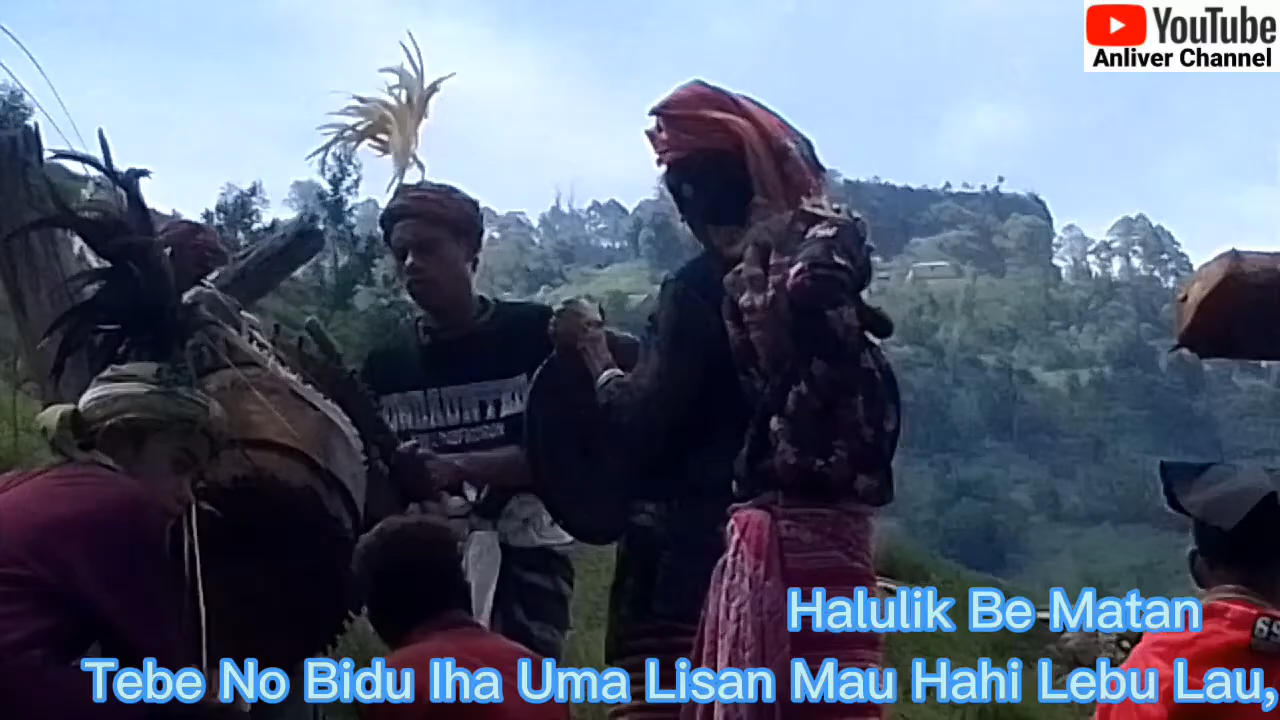 YouTube
Anliver Channel
Halulik Be Matan
Tebe No Bidu Iha Uma Lisan Mau Hahi Lebu Lau,